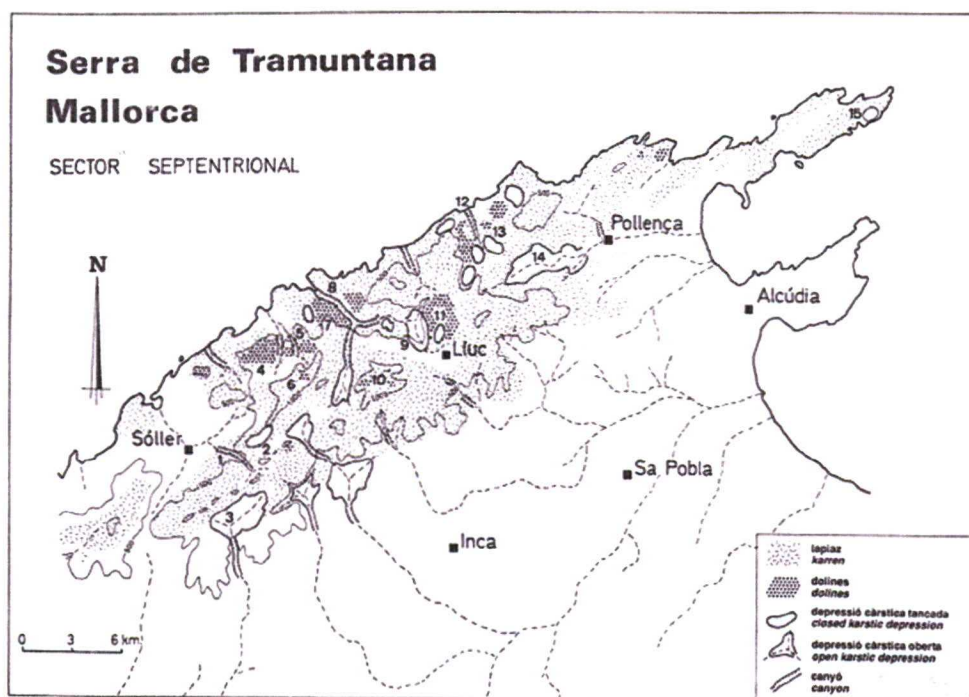 Serra de Tramuntana
Mallorca
SECTOR SEPTENTRIONAL
N
15
12
13
Pollença
14
8
Alcúdia
7
11
5
9
Lluc
4
6
10
Sóller
2
Sa Pobla
3
Inca
lapiaz
karren
dolines
dolines
depressió càrstica tancada
closed karstic depression
depressió càrstica oberta
open karstic depression
canyó
canyon
0 3 6 km